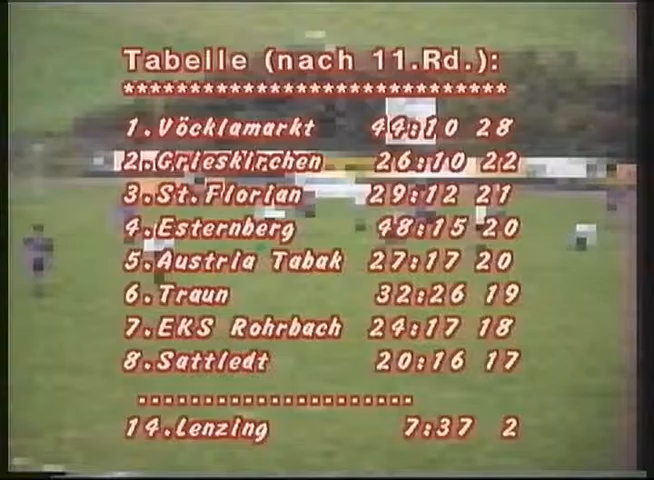 Tabelle (nach 11.Rd.):
*****************************
1.Vöcklamarkt 44:10 28
2.Grieskirchen 26:10 22
3.St.Florian 29:12 21
4.Esternberg 48:15 20
5.Austria Tabak 27:17 20
6.Traun 32:26 19
7.EKS Rohrbach 24:17 18
8.Sattledt 20:16 17
.....................
14.Lenzing 7:37 2